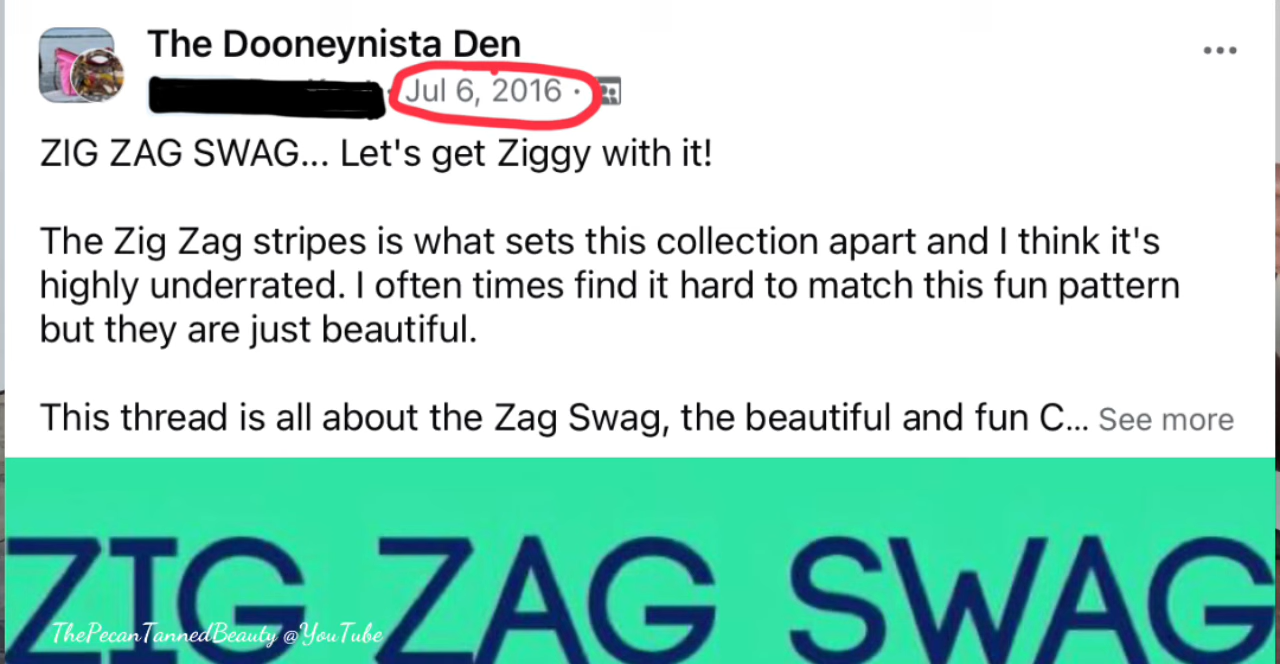 The Dooneynista Den
Jul 6, 2016 ·
ZIG ZAG SWAG... Let's get Ziggy with it!
The Zig Zag stripes is what sets this collection apart and I think it's
highly underrated. I often times find it hard to match this fun pattern
but they are just beautiful.
This thread is all about the Zag Swag, the beautiful and fun C... See more
ZIG ZAG SWAG
ThePecanTannedBeauty @YouTube